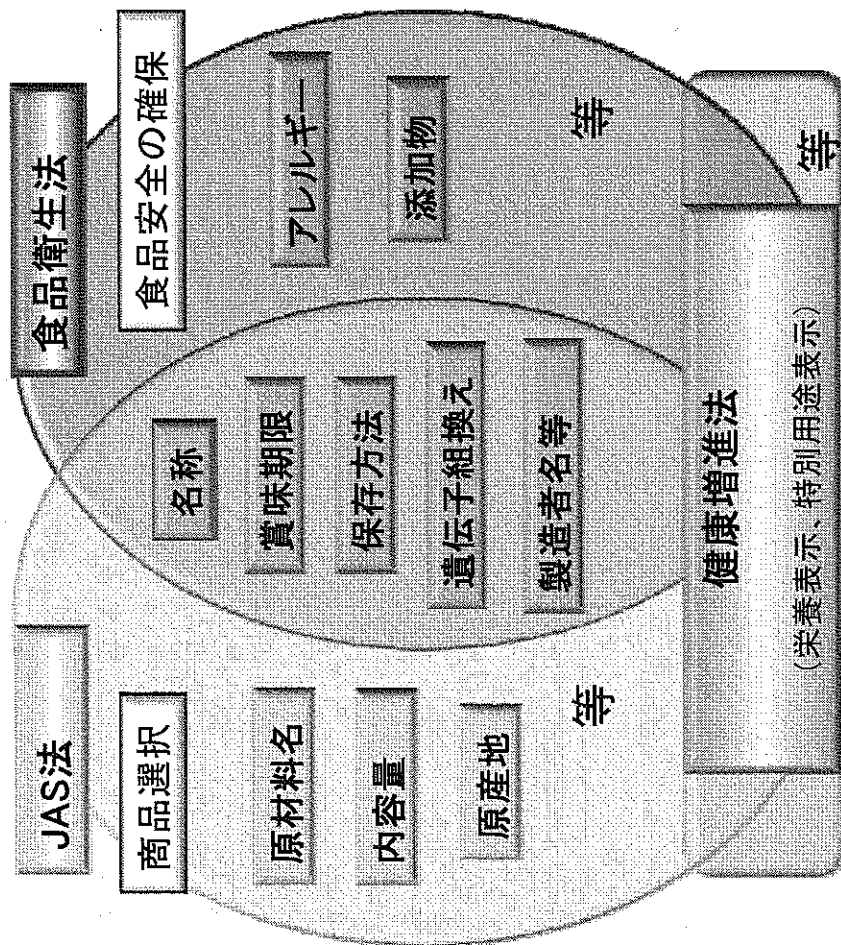 JAS法
食品衛生法
商品選択
食品安全の確保
原材料名
内容量
原産地
等
名称
賞味期限
保存方法
遺伝子組換え
製造者名等
アレルギー
添加物
等
健康増進法
（栄養表示、特別用途表示）
等